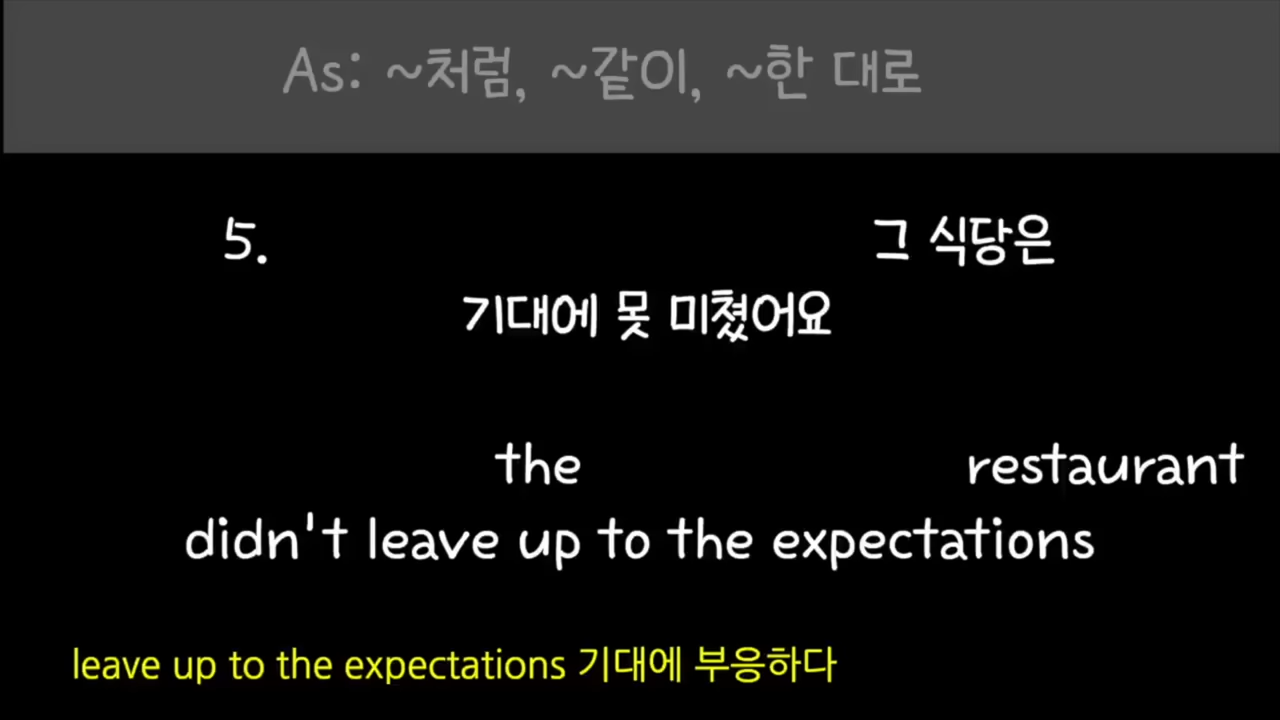 As: ~처럼, ~같이, ~한 대로
5. 그 식당은
기대에 못 미쳤어요
the restaurant
didn't leave up to the expectations
leave up to the expectations 기대에 부응하다